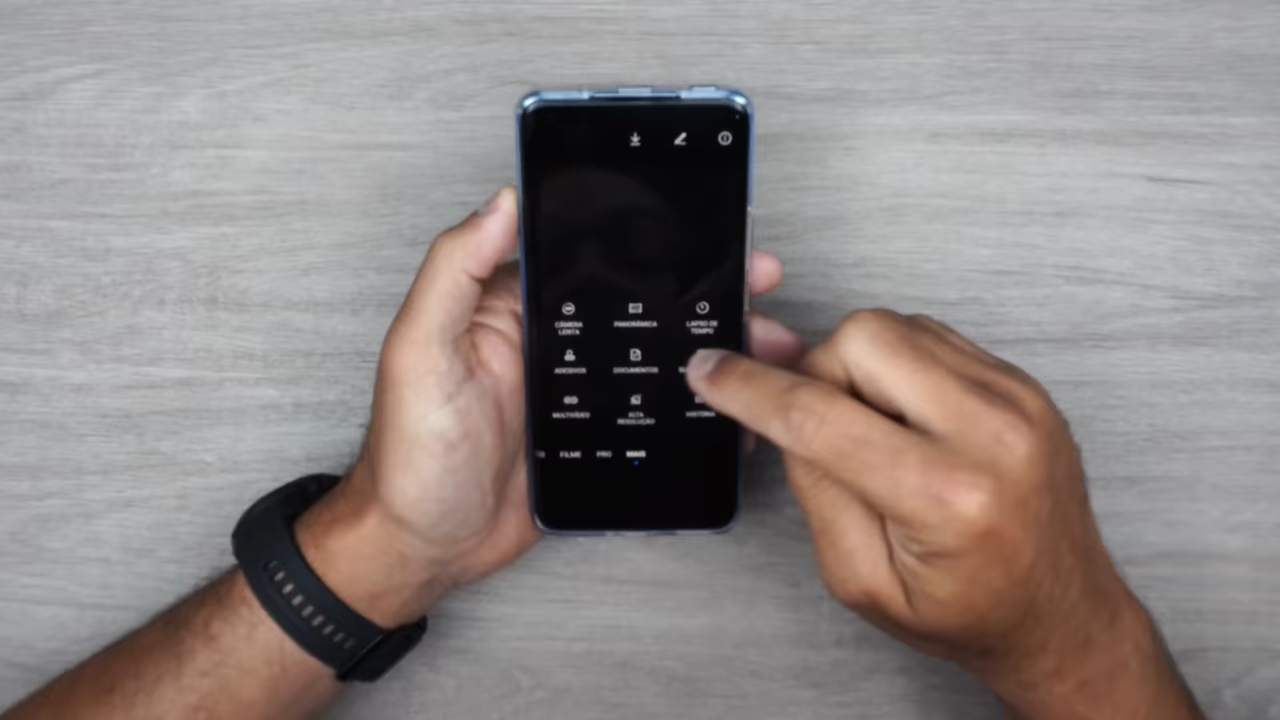 CÂMERA
LENTA
PANORÂMICA
LAPSO DE
TEMPO
ADESIVOS
DOCUMENTOS
MULTIVÍDEO
ALTA
RESOLUÇÃO
HISTÓRIA
FILME PRO MAIS